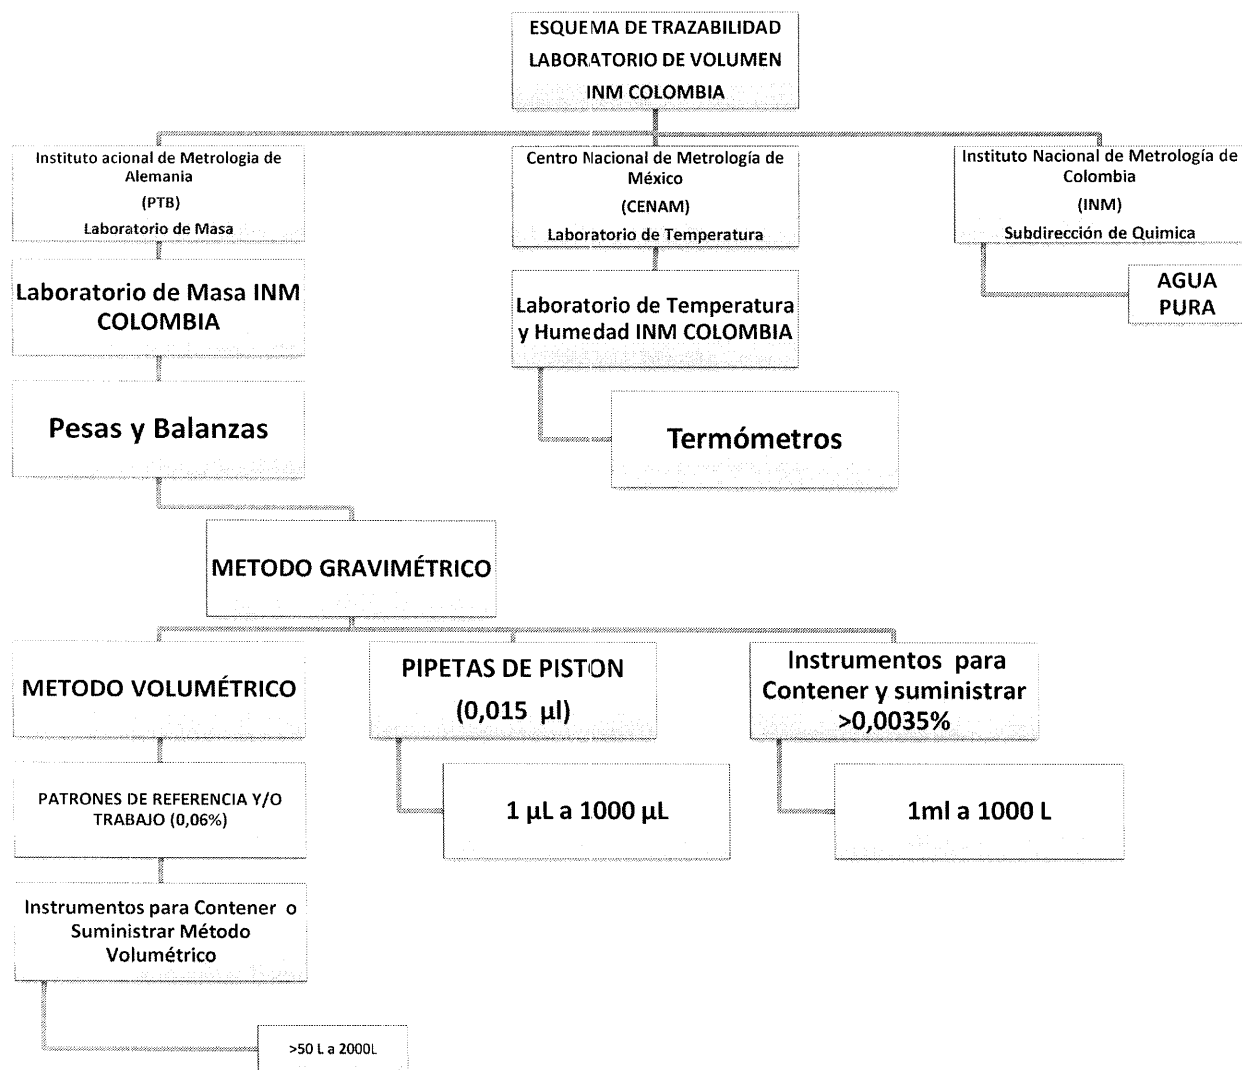 ESQUEMA DE TRAZABILIDAD
LABORATORIO DE VOLUMEN
INM COLOMBIA
Instituto acional de Metrologia de
Alemania
(PTB)
Laboratorio de Masa
Centro Nacional de Metrología de
México
(CENAM)
Laboratorio de Temperatura
Instituto Nacional de Metrología de
Colombia
(INM)
Subdirección de Quimica
Laboratorio de Masa INM
COLOMBIA
Laboratorio de Temperatura
y Humedad INM COLOMBIA
AGUA
PURA
Pesas y Balanzas
Termómetros
METODO GRAVIMÉTRICO
METODO VOLUMÉTRICO
PIPETAS DE PISTON
(0,015 µl)
Instrumentos para
Contener y suministrar
>0,0035%
PATRONES DE REFERENCIA Y/O
TRABAJO (0,06%)
1 µL a 1000 µL
1ml a 1000 L
Instrumentos para Contener o
Suministrar Método
Volumétrico
>50 L a 2000L